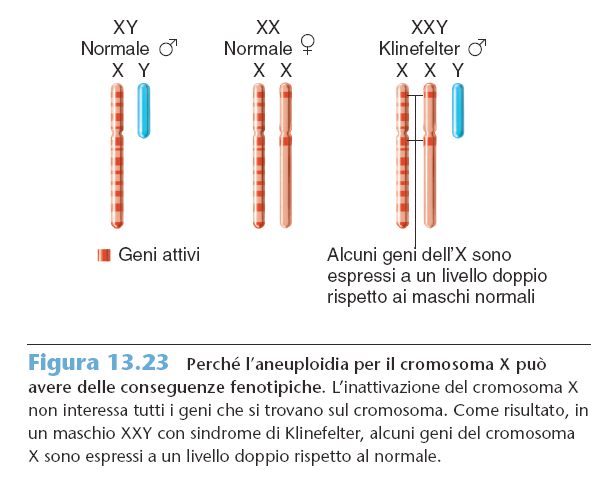 XY XX XXY
Normale ♂ Normale ♀ Klinefelter ♂
X Y X X X X Y
Geni attivi
Alcuni geni dell'X sono
espressi a un livello doppio
rispetto ai maschi normali
Figura 13.23 Perché l'aneuploidia per il cromosoma X può
avere delle conseguenze fenotipiche. L'inattivazione del cromosoma X
non interessa tutti i geni che si trovano sul cromosoma. Come risultato, in
un maschio XXY con sindrome di Klinefelter, alcuni geni del cromosoma
X sono espressi a un livello doppio rispetto al normale.